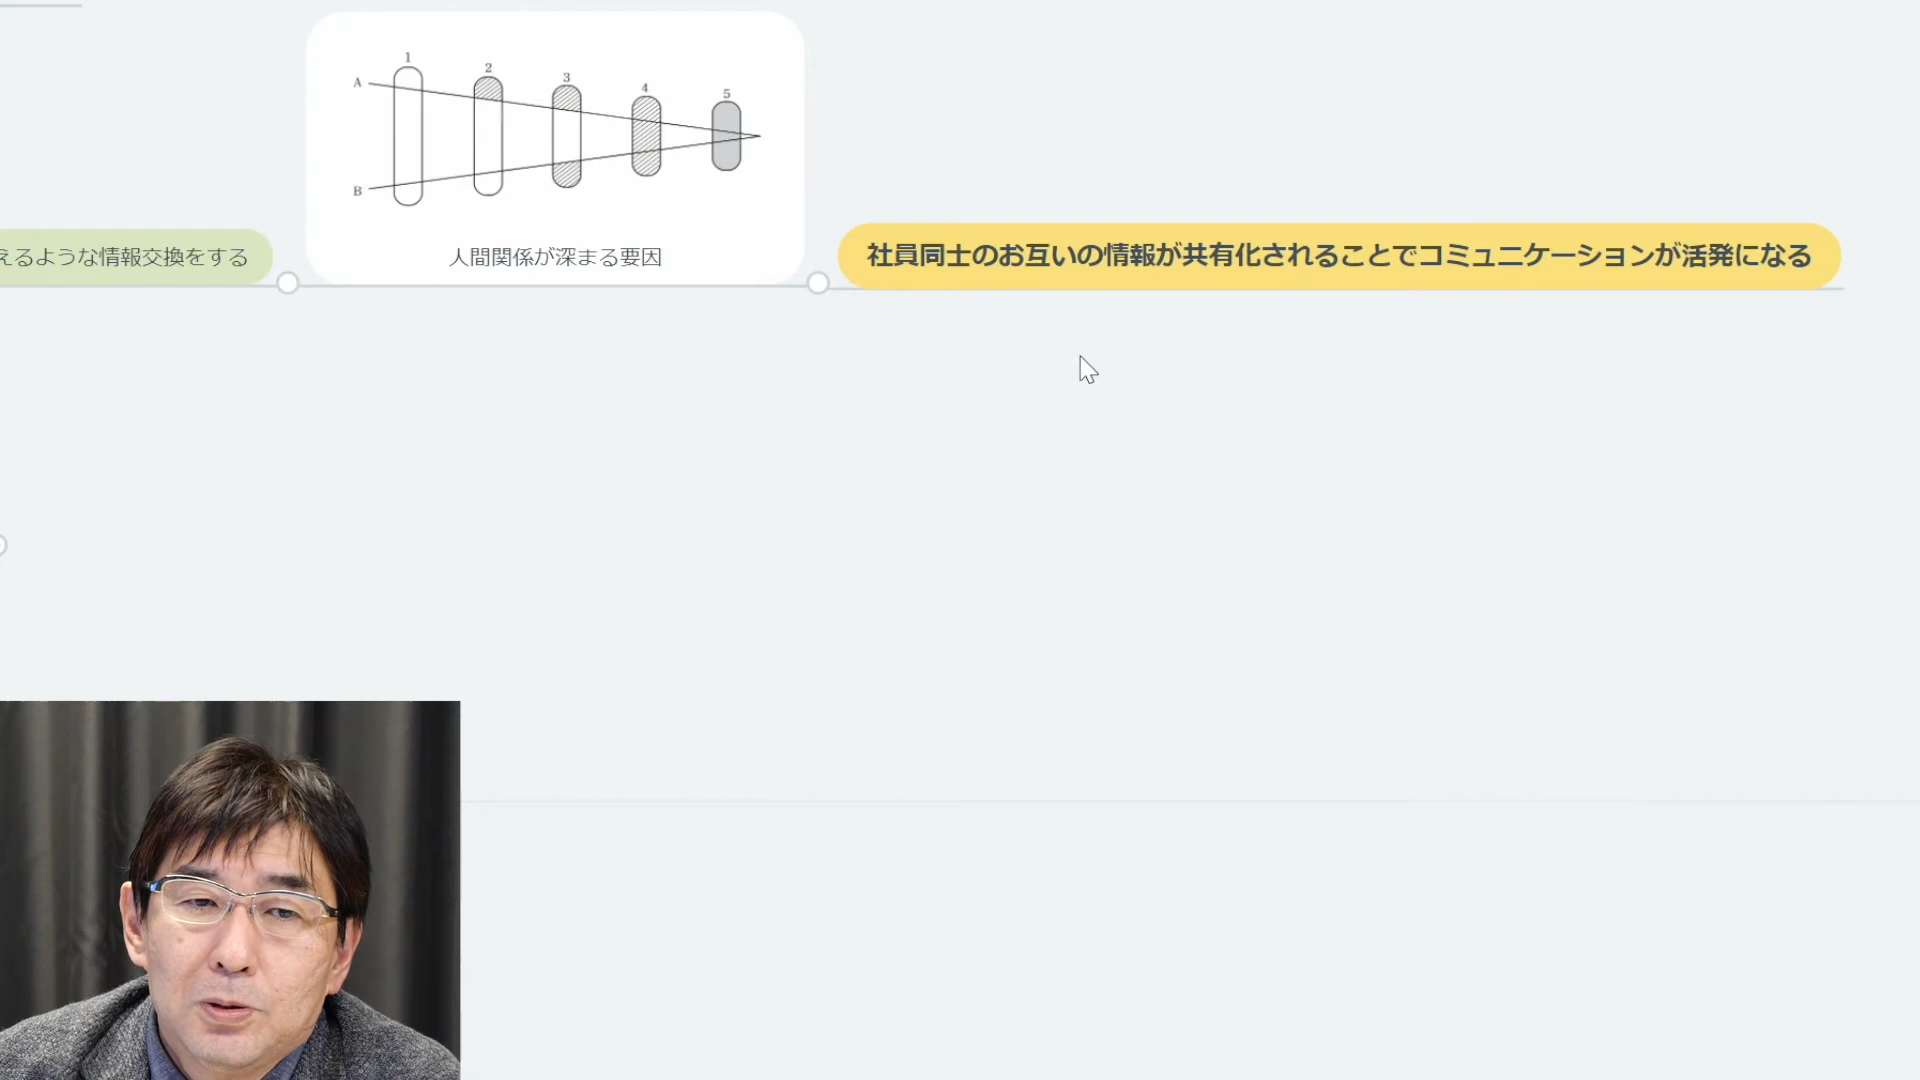 1
2
3
4
5
A
B
えるような情報交換をする
人間関係が深まる要因
社員同士のお互いの情報が共有化されることでコミュニケーションが活発になる